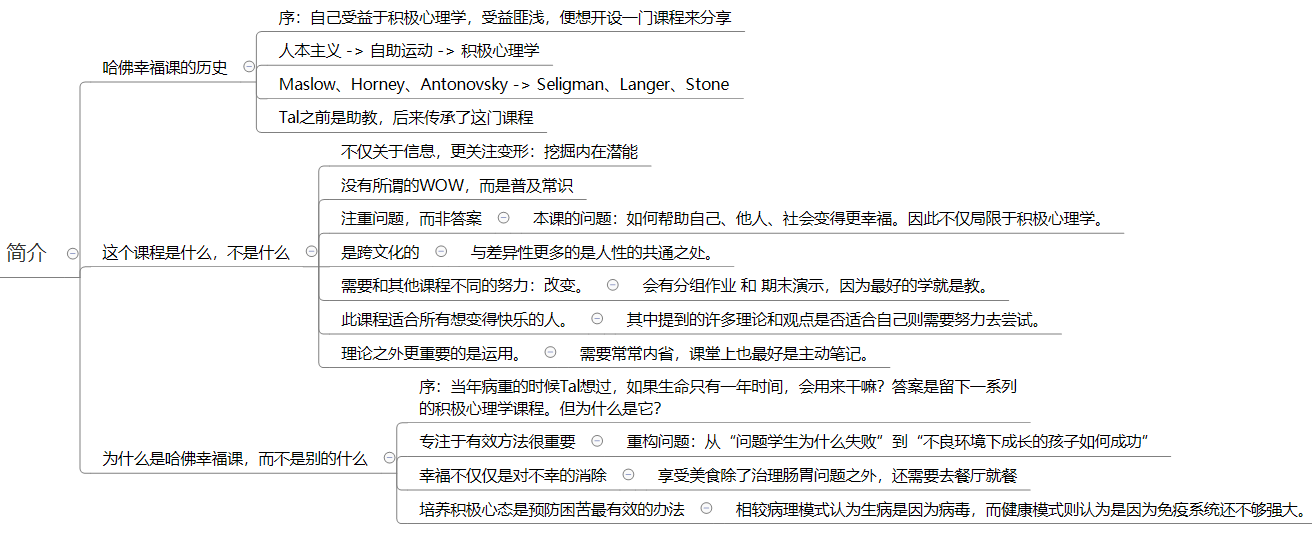 简介
哈佛幸福课的历史
序：自己受益于积极心理学，受益匪浅，便想开设一门课程来分享
人本主义 -> 自助运动 -> 积极心理学
Maslow、Horney、Antonovsky -> Seligman、Langer、Stone
Tal之前是助教，后来传承了这门课程
这个课程是什么，不是什么
不仅关于信息，更关注变形：挖掘内在潜能
没有所谓的WOW，而是普及常识
注重问题，而非答案 本课的问题：如何帮助自己、他人、社会变得更幸福。因此不仅局限于积极心理学。
是跨文化的 与差异性更多的是人性的共通之处。
需要和其他课程不同的努力：改变。 会有分组作业 和 期末演示，因为最好的学就是教。
此课程适合所有想变得快乐的人。 其中提到的许多理论和观点是否适合自己则需要努力去尝试。
理论之外更重要的是运用。 需要常常内省，课堂上也最好是主动笔记。
为什么是哈佛幸福课，而不是别的什么
序：当年病重的时候Tal想过，如果生命只有一年时间，会用来干嘛？答案是留下一系列
的积极心理学课程。但为什么是它？
专注于有效方法很重要 重构问题：从“问题学生为什么失败”到“不良环境下成长的孩子如何成功”
幸福不仅仅是对不幸的消除 享受美食除了治理肠胃问题之外，还需要去餐厅就餐
培养积极心态是预防困苦最有效的办法 相较病理模式认为生病是因为病毒，而健康模式则认为是因为免疫系统还不够强大。